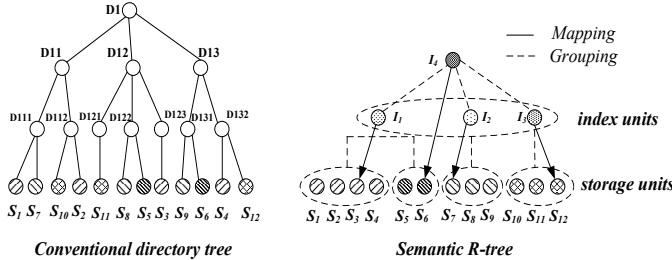 D1
D11 D12 D13
D111 D112 D121 D122 D123 D131 D132
S1 S7 S10 S2 S11 S8 S5 S3 S9 S6 S4 S12
Conventional directory tree
Mapping
Grouping
I4
I1 I2 I3
index units
storage units
S1 S2 S3 S4 S5 S6 S7 S8 S9 S10 S11 S12
Semantic R-tree